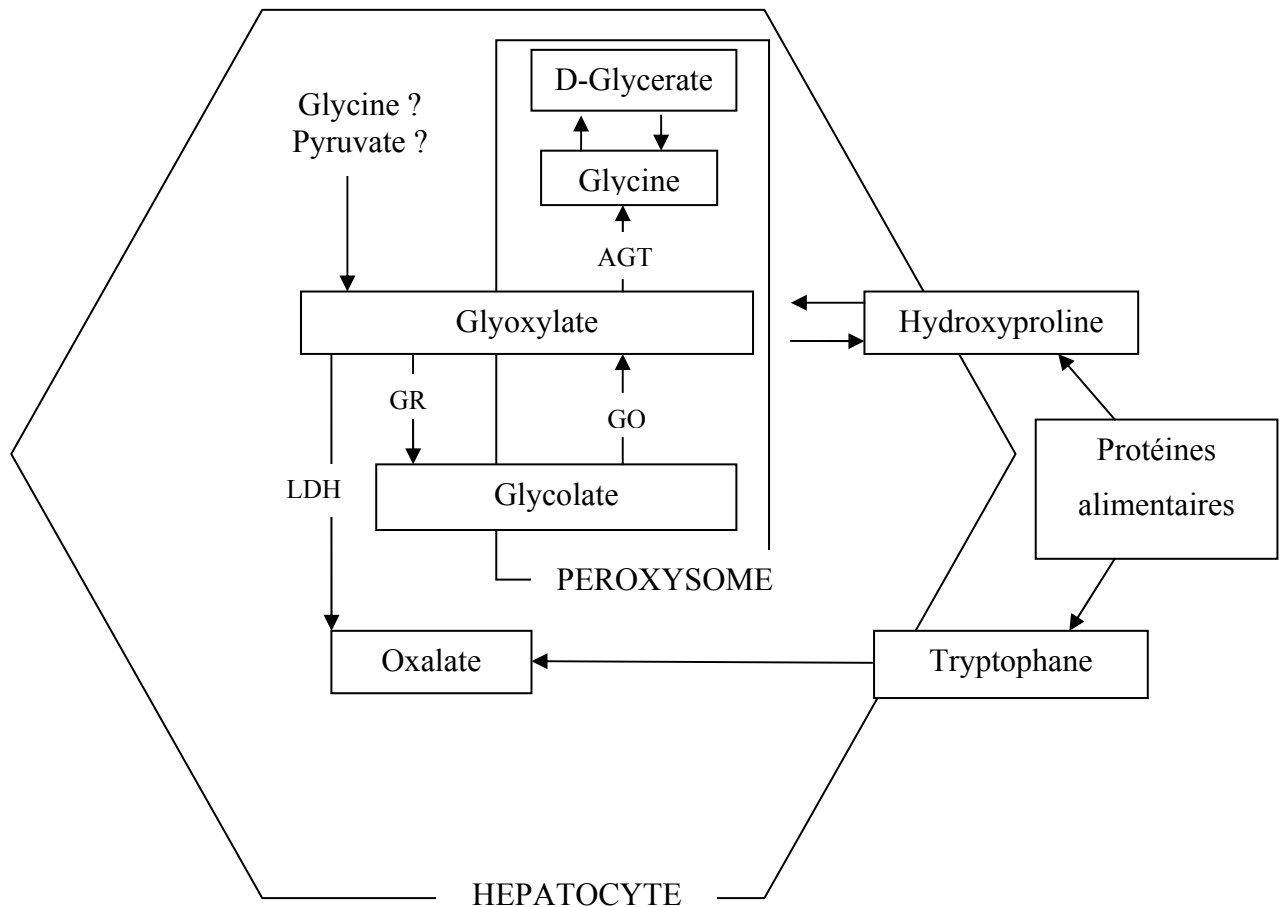 D-Glycerate
Glycine ?
Pyruvate ?
Glycine
AGT
Glyoxylate
Hydroxyproline
GR
GO
Protéines
alimentaires
LDH
Glycolate
PEROXYSOME
Oxalate
Tryptophane
HEPATOCYTE